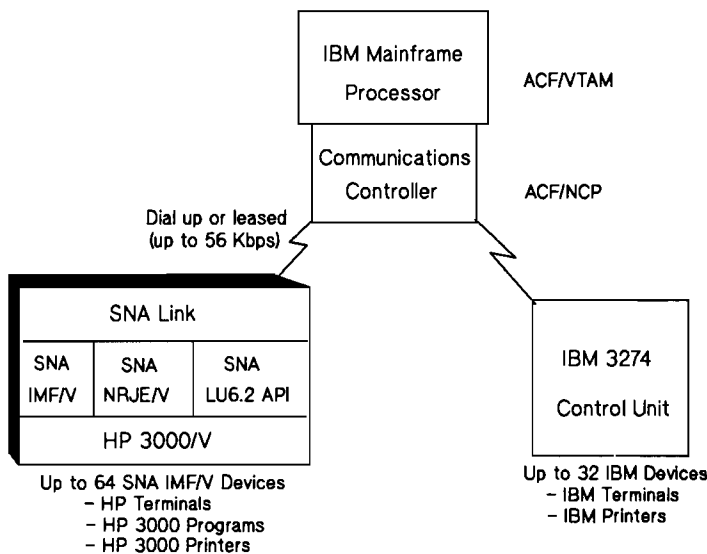 IBM Mainframe
Processor
ACF/VTAM
Communications
Controller
ACF/NCP
Dial up or leased
(up to 56 Kbps)
SNA Link
SNA
IMF/V
SNA
NRJE/V
SNA
LU6.2 API
HP 3000/V
IBM 3274
Control Unit
Up to 64 SNA IMF/V Devices
– HP Terminals
– HP 3000 Programs
– HP 3000 Printers
Up to 32 IBM Devices
– IBM Terminals
– IBM Printers